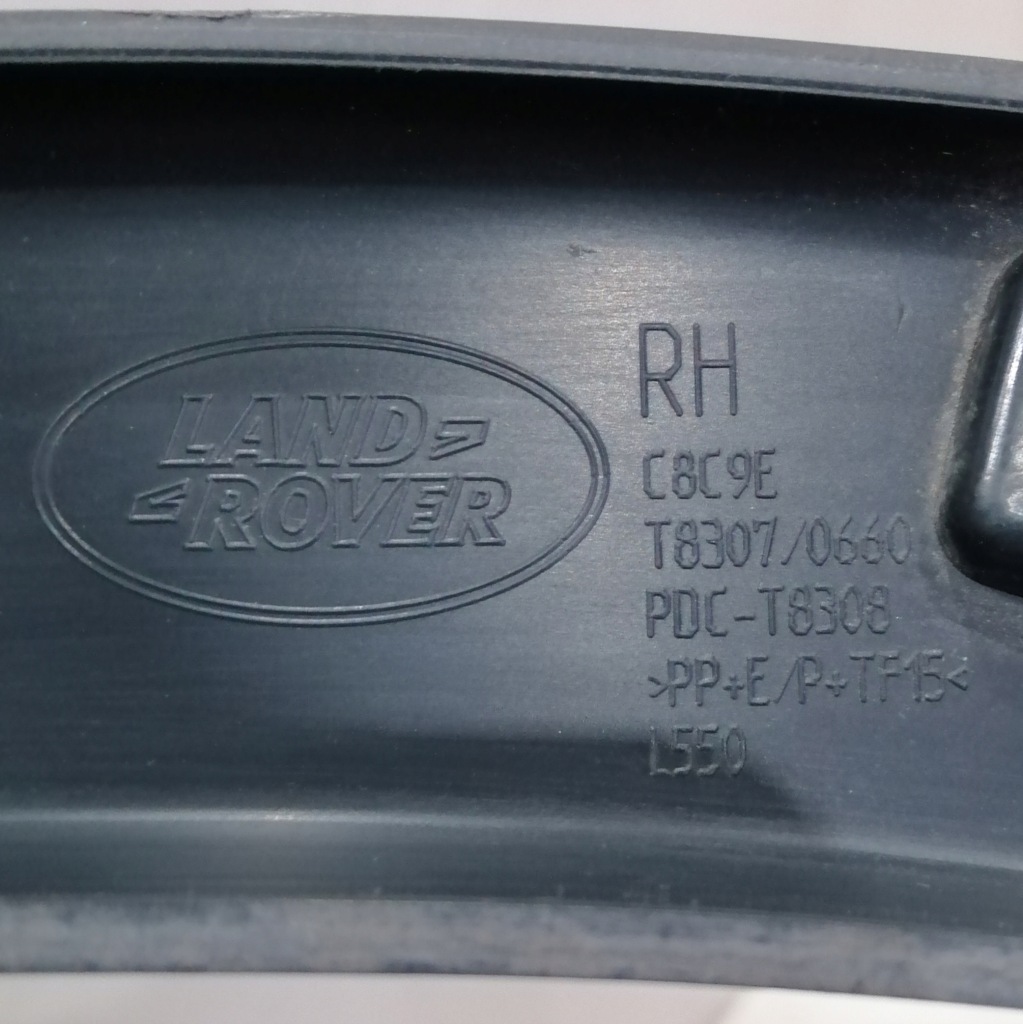 LAND
ROVER
RH
C8C9E
T8307/0660
PDC-T8308
>PP+E/P+TF15<
L550